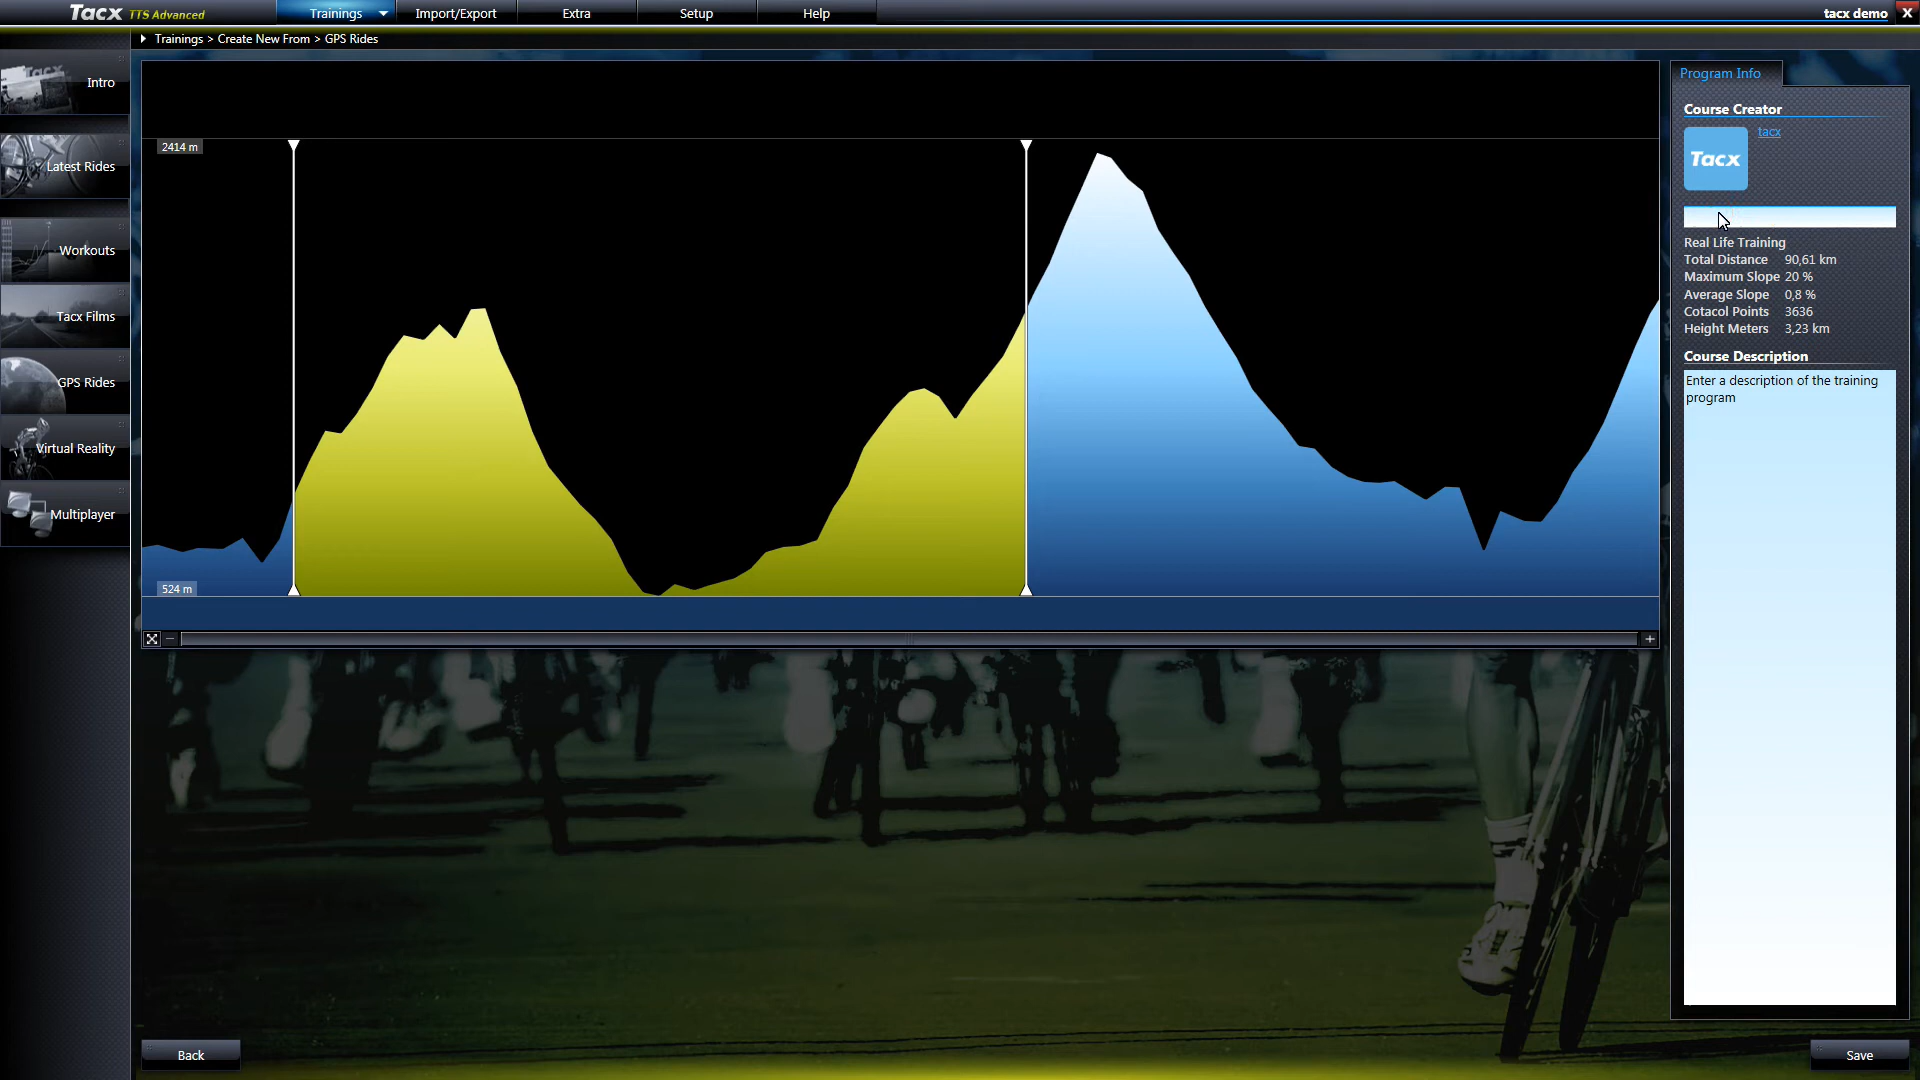 Tacx TTS Advanced
Trainings
Import/Export
Extra
Setup
Help
tacx demo
X
Trainings > Create New From > GPS Rides
Intro
Latest Rides
Workouts
Tacx Films
GPS Rides
Virtual Reality
Multiplayer
2414 m
524 m
Program Info
Course Creator
Tacx
tacx
Real Life Training
Total Distance 90,61 km
Maximum Slope 20 %
Average Slope 0,8 %
Cotacol Points 3636
Height Meters 3,23 km
Course Description
Enter a description of the training
program
Back
Save